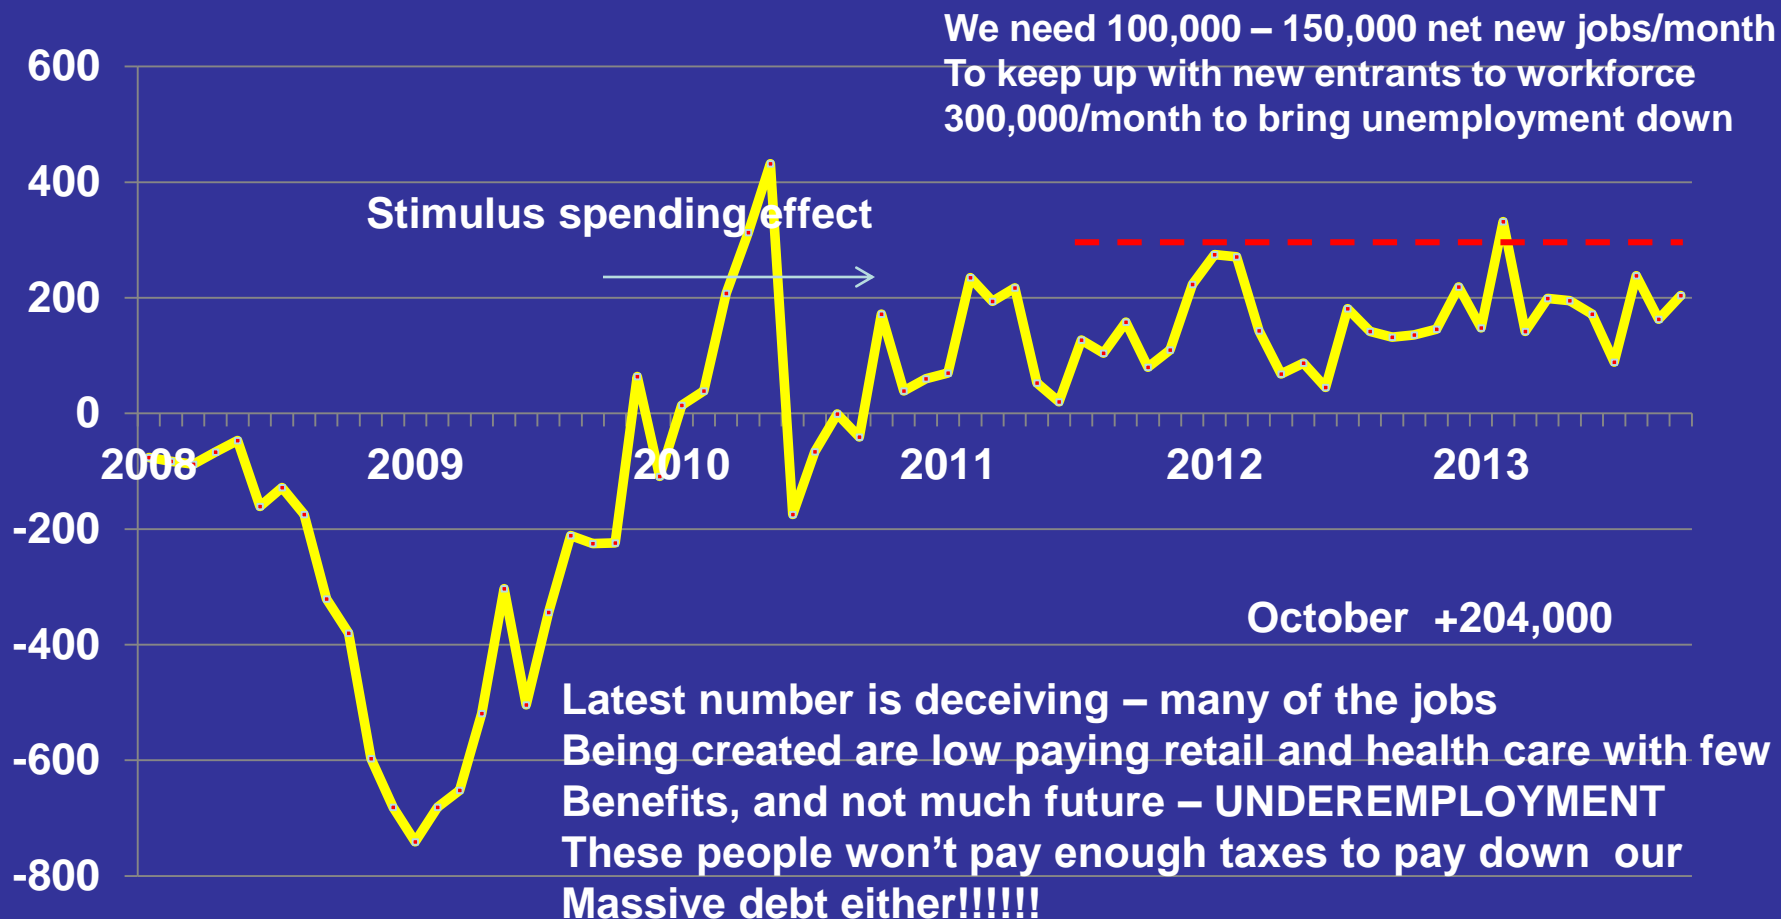 We need 100,000 – 150,000 net new jobs/month
To keep up with new entrants to workforce
300,000/month to bring unemployment down
600
400
Stimulus spending effect
200
0
2008 2009 2010 2011 2012 2013
-200
-400
October +204,000
-600
-800
Latest number is deceiving – many of the jobs
Being created are low paying retail and health care with few
Benefits, and not much future – UNDEREMPLOYMENT
These people won’t pay enough taxes to pay down our
Massive debt either!!!!!!